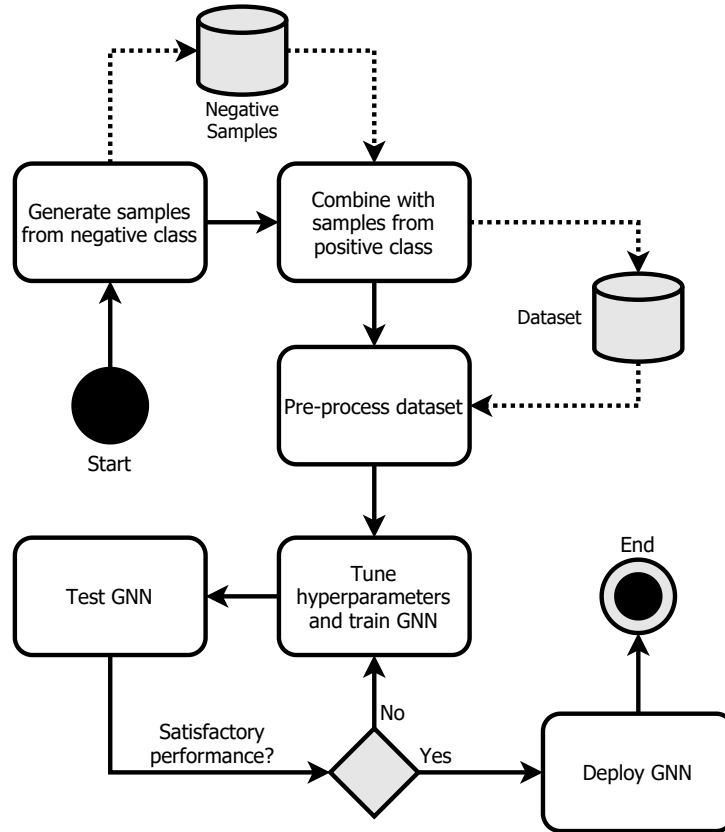 Negative
Samples
Generate samples
from negative class
Combine with
samples from
positive class
Dataset
Pre-process dataset
Start
End
Test GNN
Tune
hyperparameters
and train GNN
No
Satisfactory
performance?
Yes
Deploy GNN